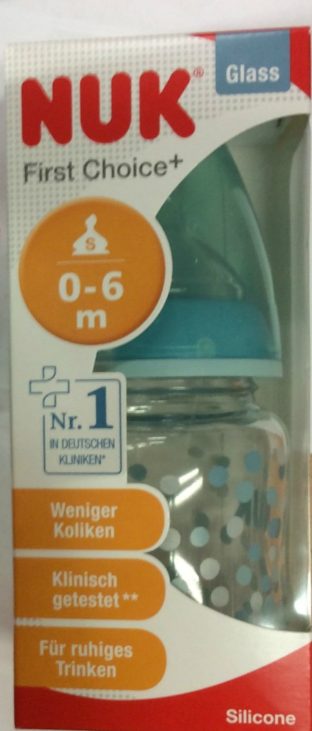 Glass
NUK®
First Choice+
S
0-6
m
Nr. 1
IN DEUTSCHEN
KLINIKEN*
Weniger
Koliken
Klinisch
getestet**
Für ruhiges
Trinken
Silicone